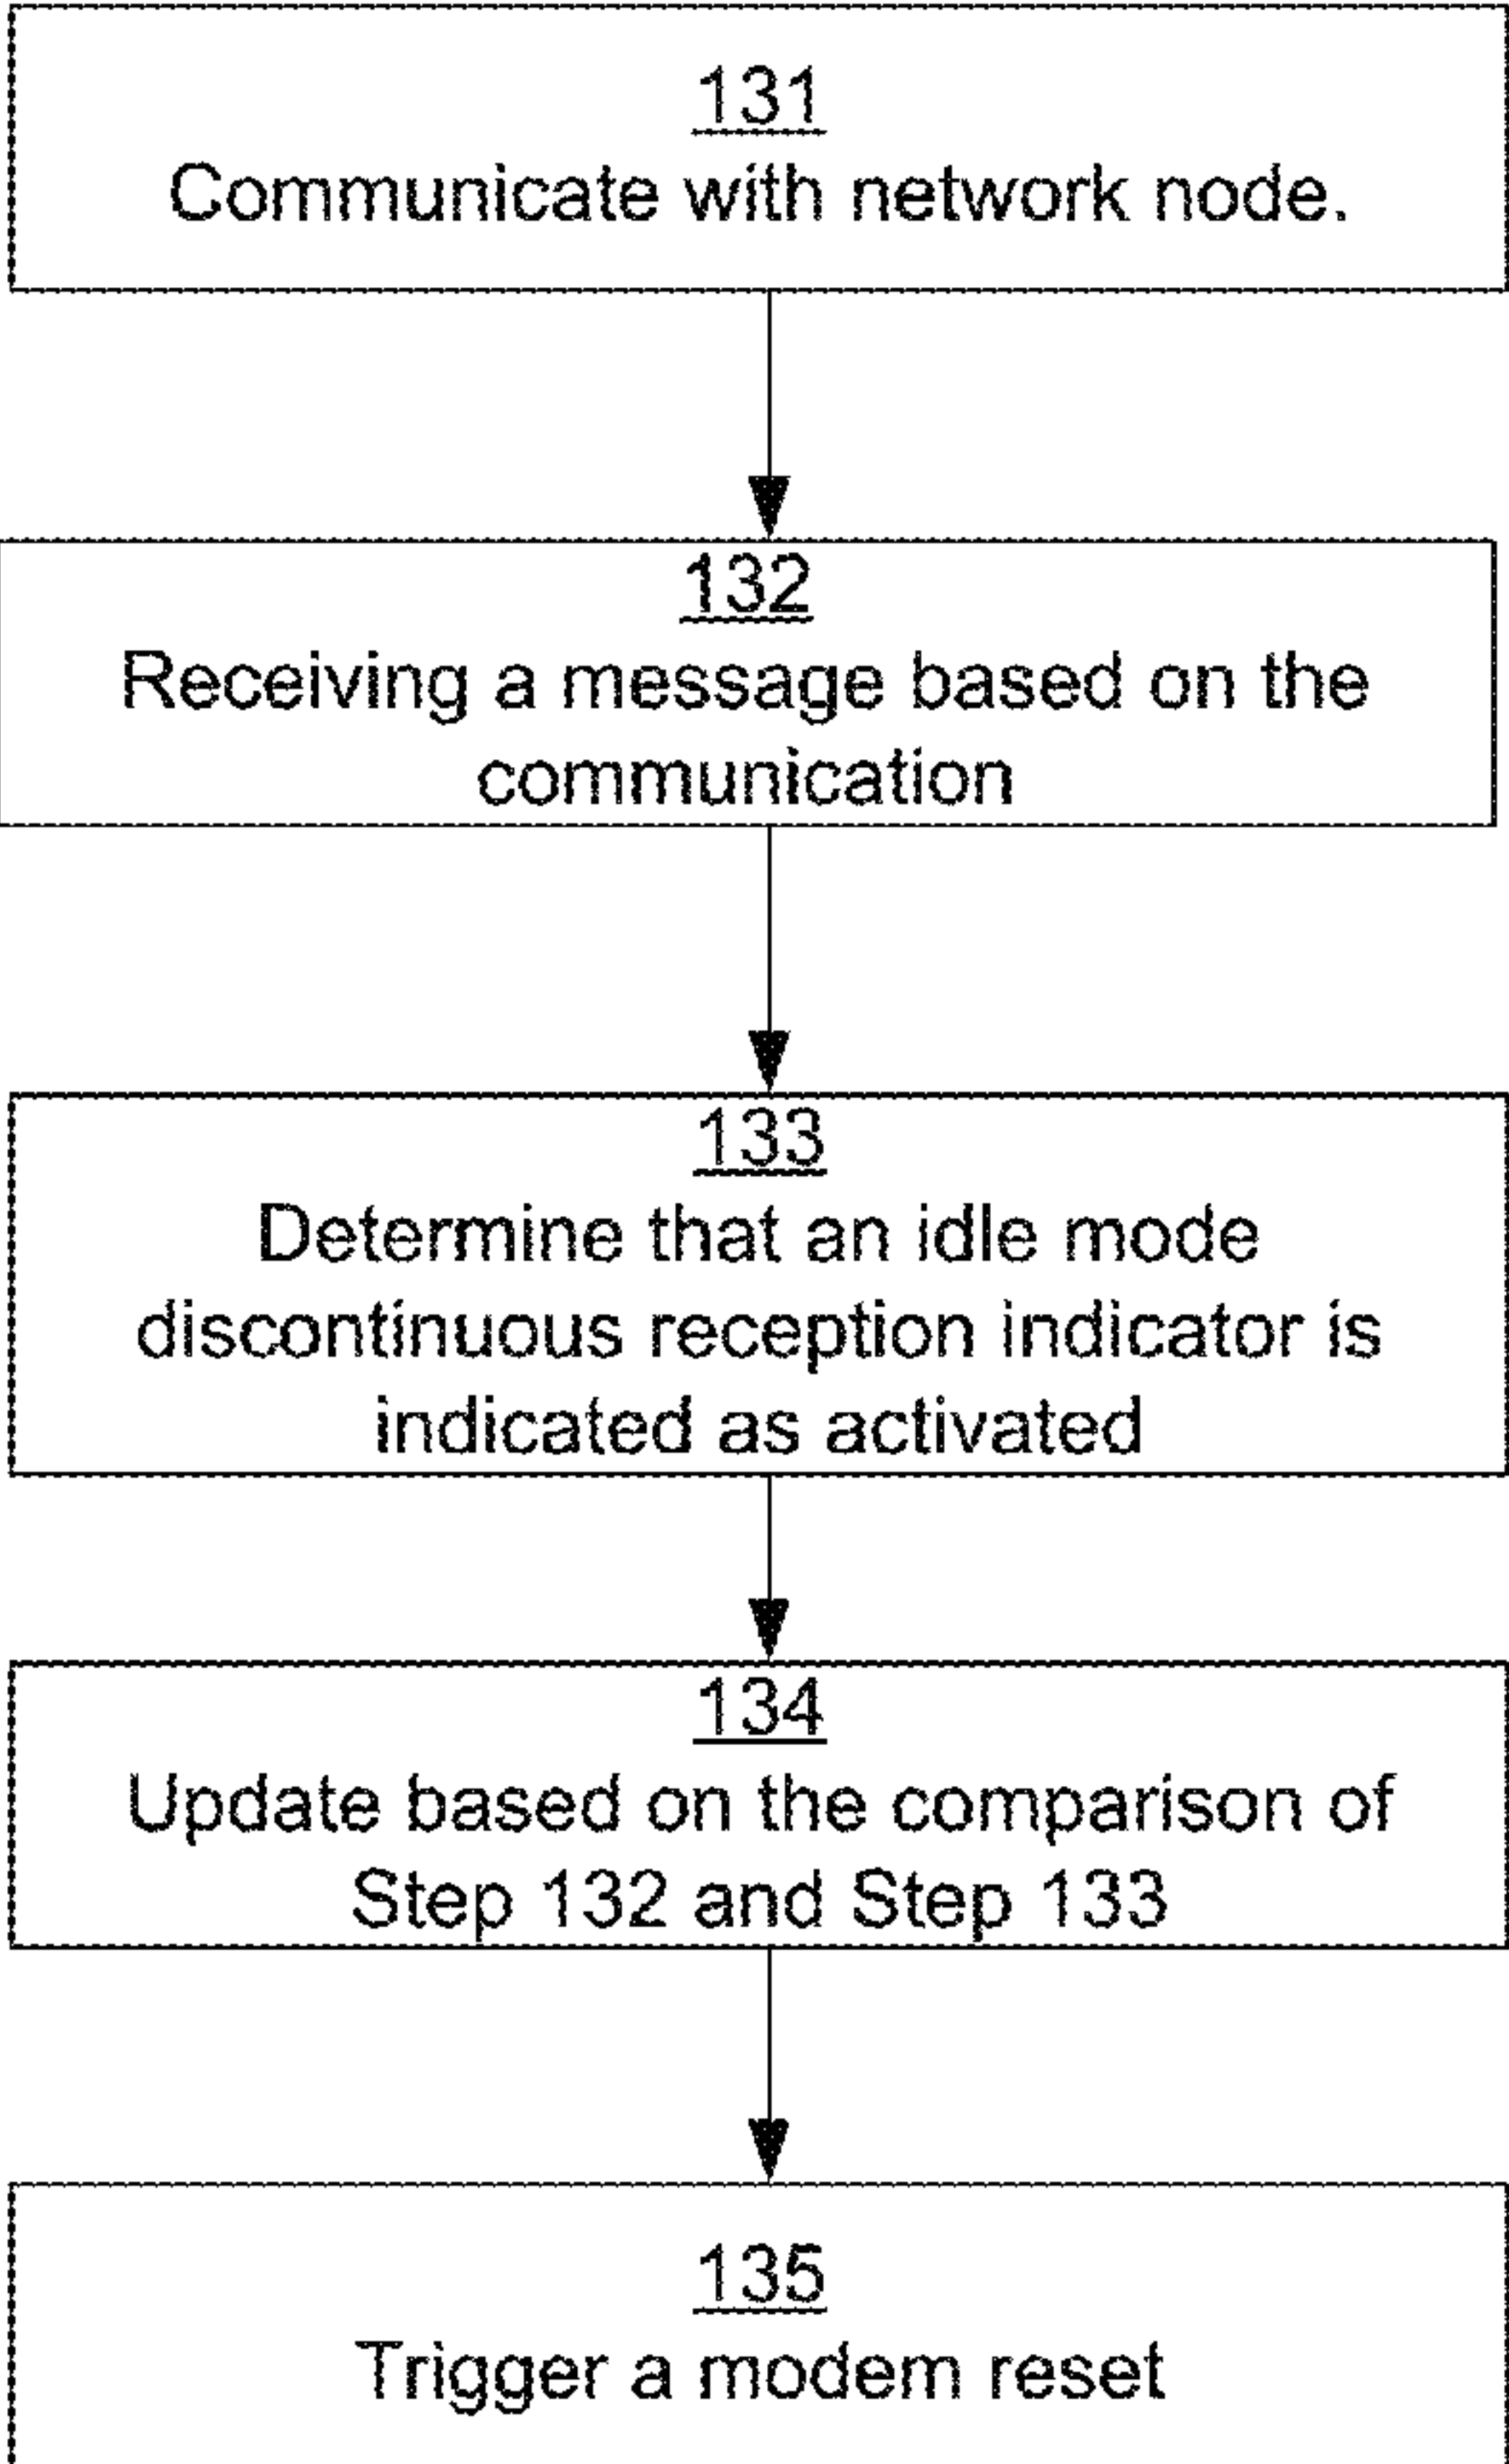 131
Communicate with network node.
132
Receiving a message based on the
communication
133
Determine that an idle mode
discontinuous reception indicator is
indicated as activated
134
Update based on the comparison of
Step 132 and Step 133
135
Trigger a modem reset